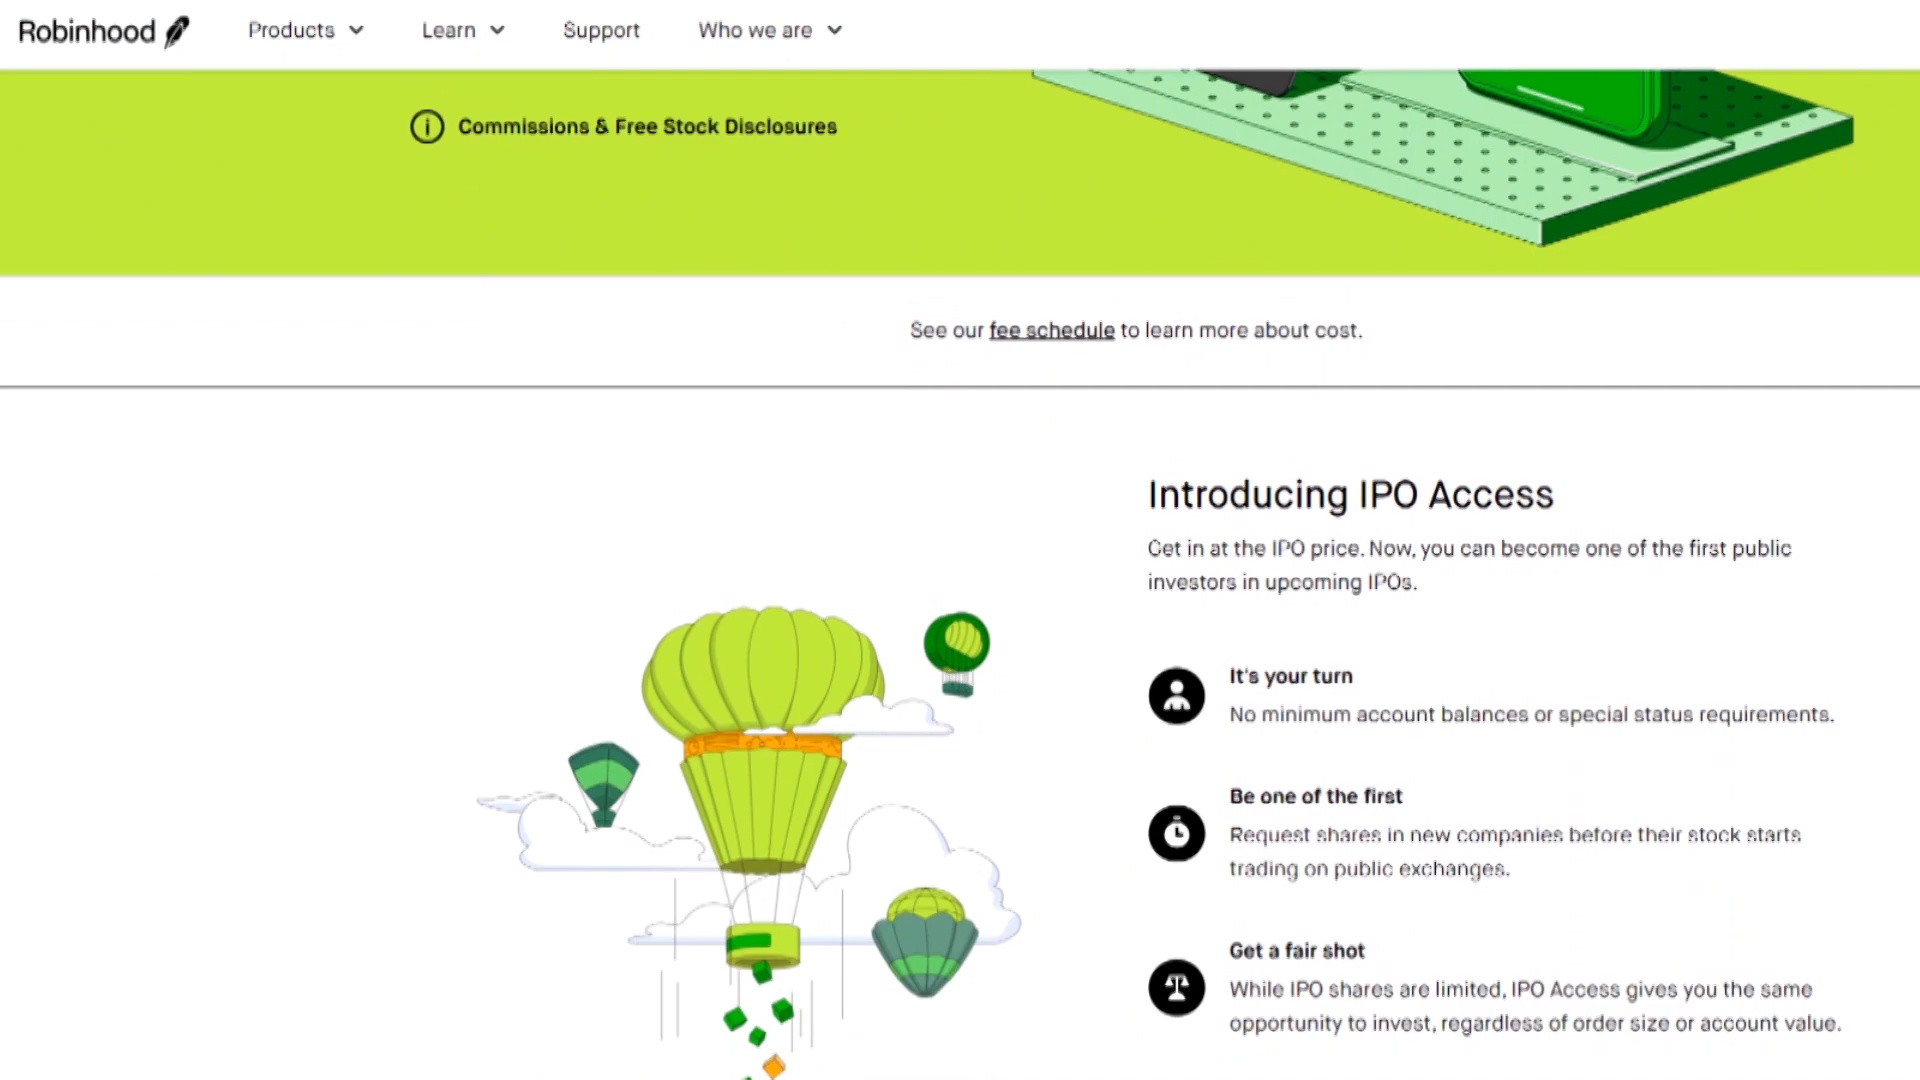 Robinhood
Products
Learn
Support
Who we are
Commissions & Free Stock Disclosures
See our fee schedule to learn more about cost.
Introducing IPO Access
Get in at the IPO price. Now, you can become one of the first public
investors in upcoming IPOs.
It's your turn
No minimum account balances or special status requirements.
Be one of the first
Request shares in new companies before their stock starts
trading on public exchanges.
Get a fair shot
While IPO shares are limited, IPO Access gives you the same
opportunity to invest, regardless of order size or account value.